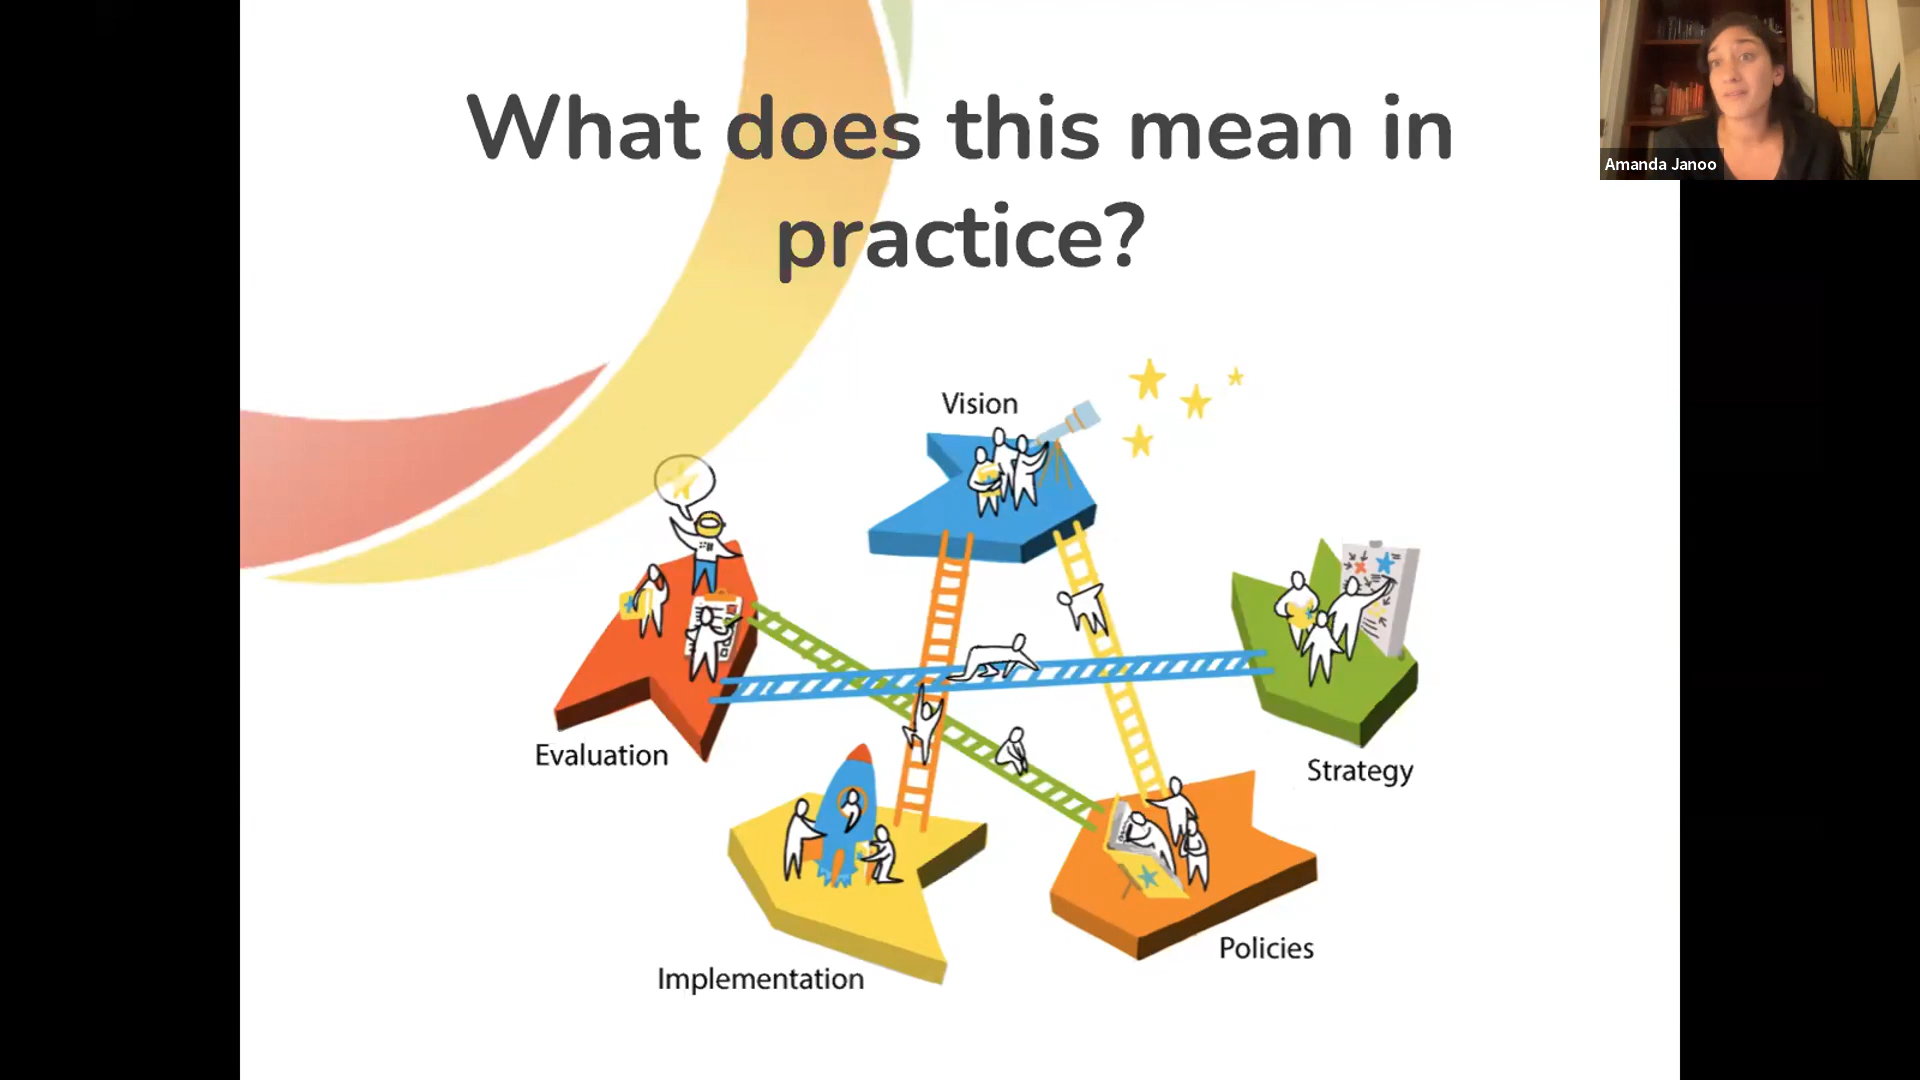 What does this mean in
practice?
Amanda Janoo
Vision
Evaluation
Strategy
Implementation
Policies